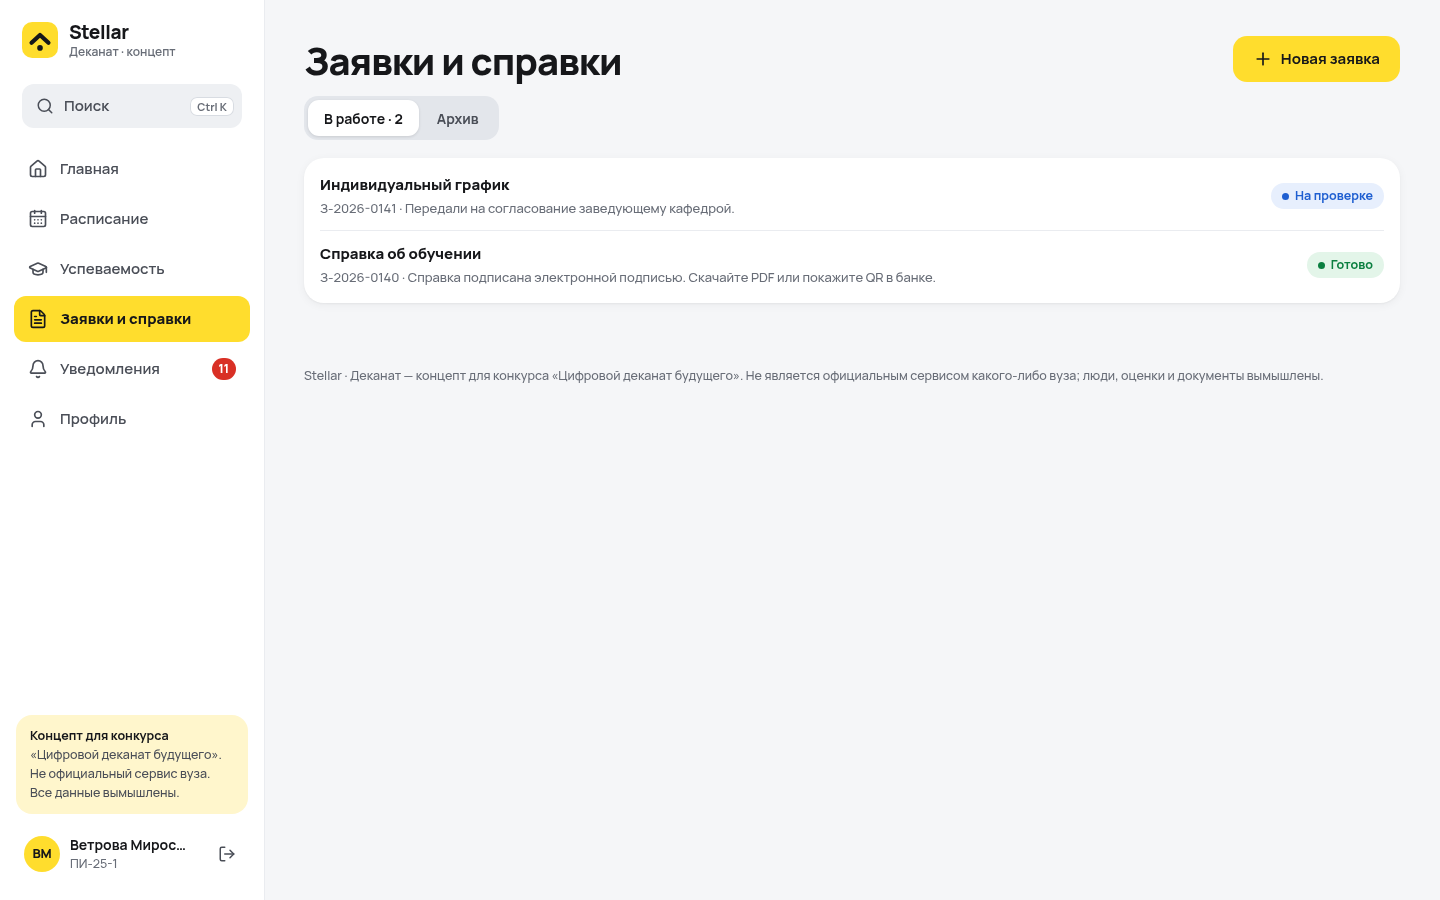 Stellar
Деканат · концепт
Поиск
Ctrl K
Главная
Расписание
Успеваемость
Заявки и справки
Уведомления
11
Профиль
Концепт для конкурса
«Цифровой деканат будущего».
Не официальный сервис вуза.
Все данные вымышлены.
ВМ
Ветрова Мирос…
ПИ-25-1
Заявки и справки
Новая заявка
В работе · 2
Архив
Индивидуальный график
З-2026-0141 · Передали на согласование заведующему кафедрой.
На проверке
Справка об обучении
З-2026-0140 · Справка подписана электронной подписью. Скачайте PDF или покажите QR в банке.
Готово
Stellar · Деканат — концепт для конкурса «Цифровой деканат будущего». Не является официальным сервисом какого-либо вуза; люди, оценки и документы вымышлены.